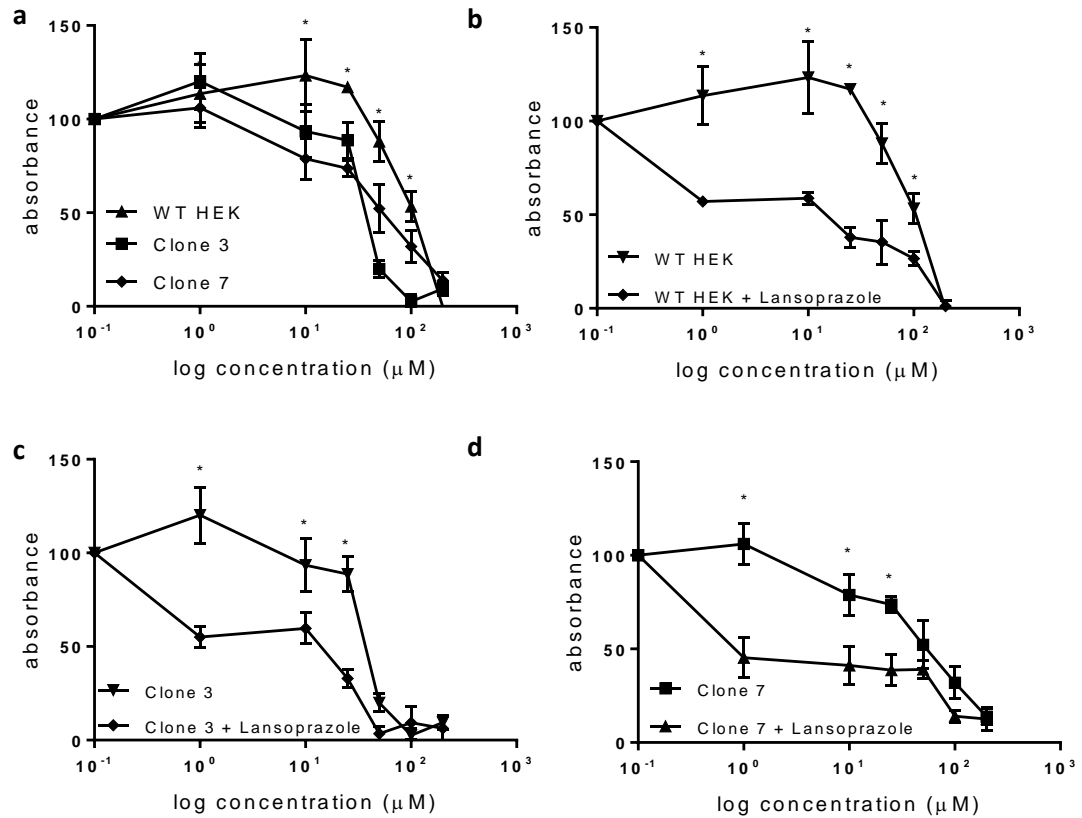 a
150
100
50
0
absorbance
* * * *
WT HEK
Clone 3
Clone 7
10-1 100 101 102 103
log concentration (μM)
b
150
100
50
0
absorbance
* * * * *
WT HEK
WT HEK + Lansoprazole
10-1 100 101 102 103
log concentration (μM)
c
150
100
50
0
absorbance
* * *
Clone 3
Clone 3 + Lansoprazole
10-1 100 101 102 103
log concentration (μM)
d
150
100
50
0
absorbance
* * *
Clone 7
Clone 7 + Lansoprazole
10-1 100 101 102 103
log concentration (μM)